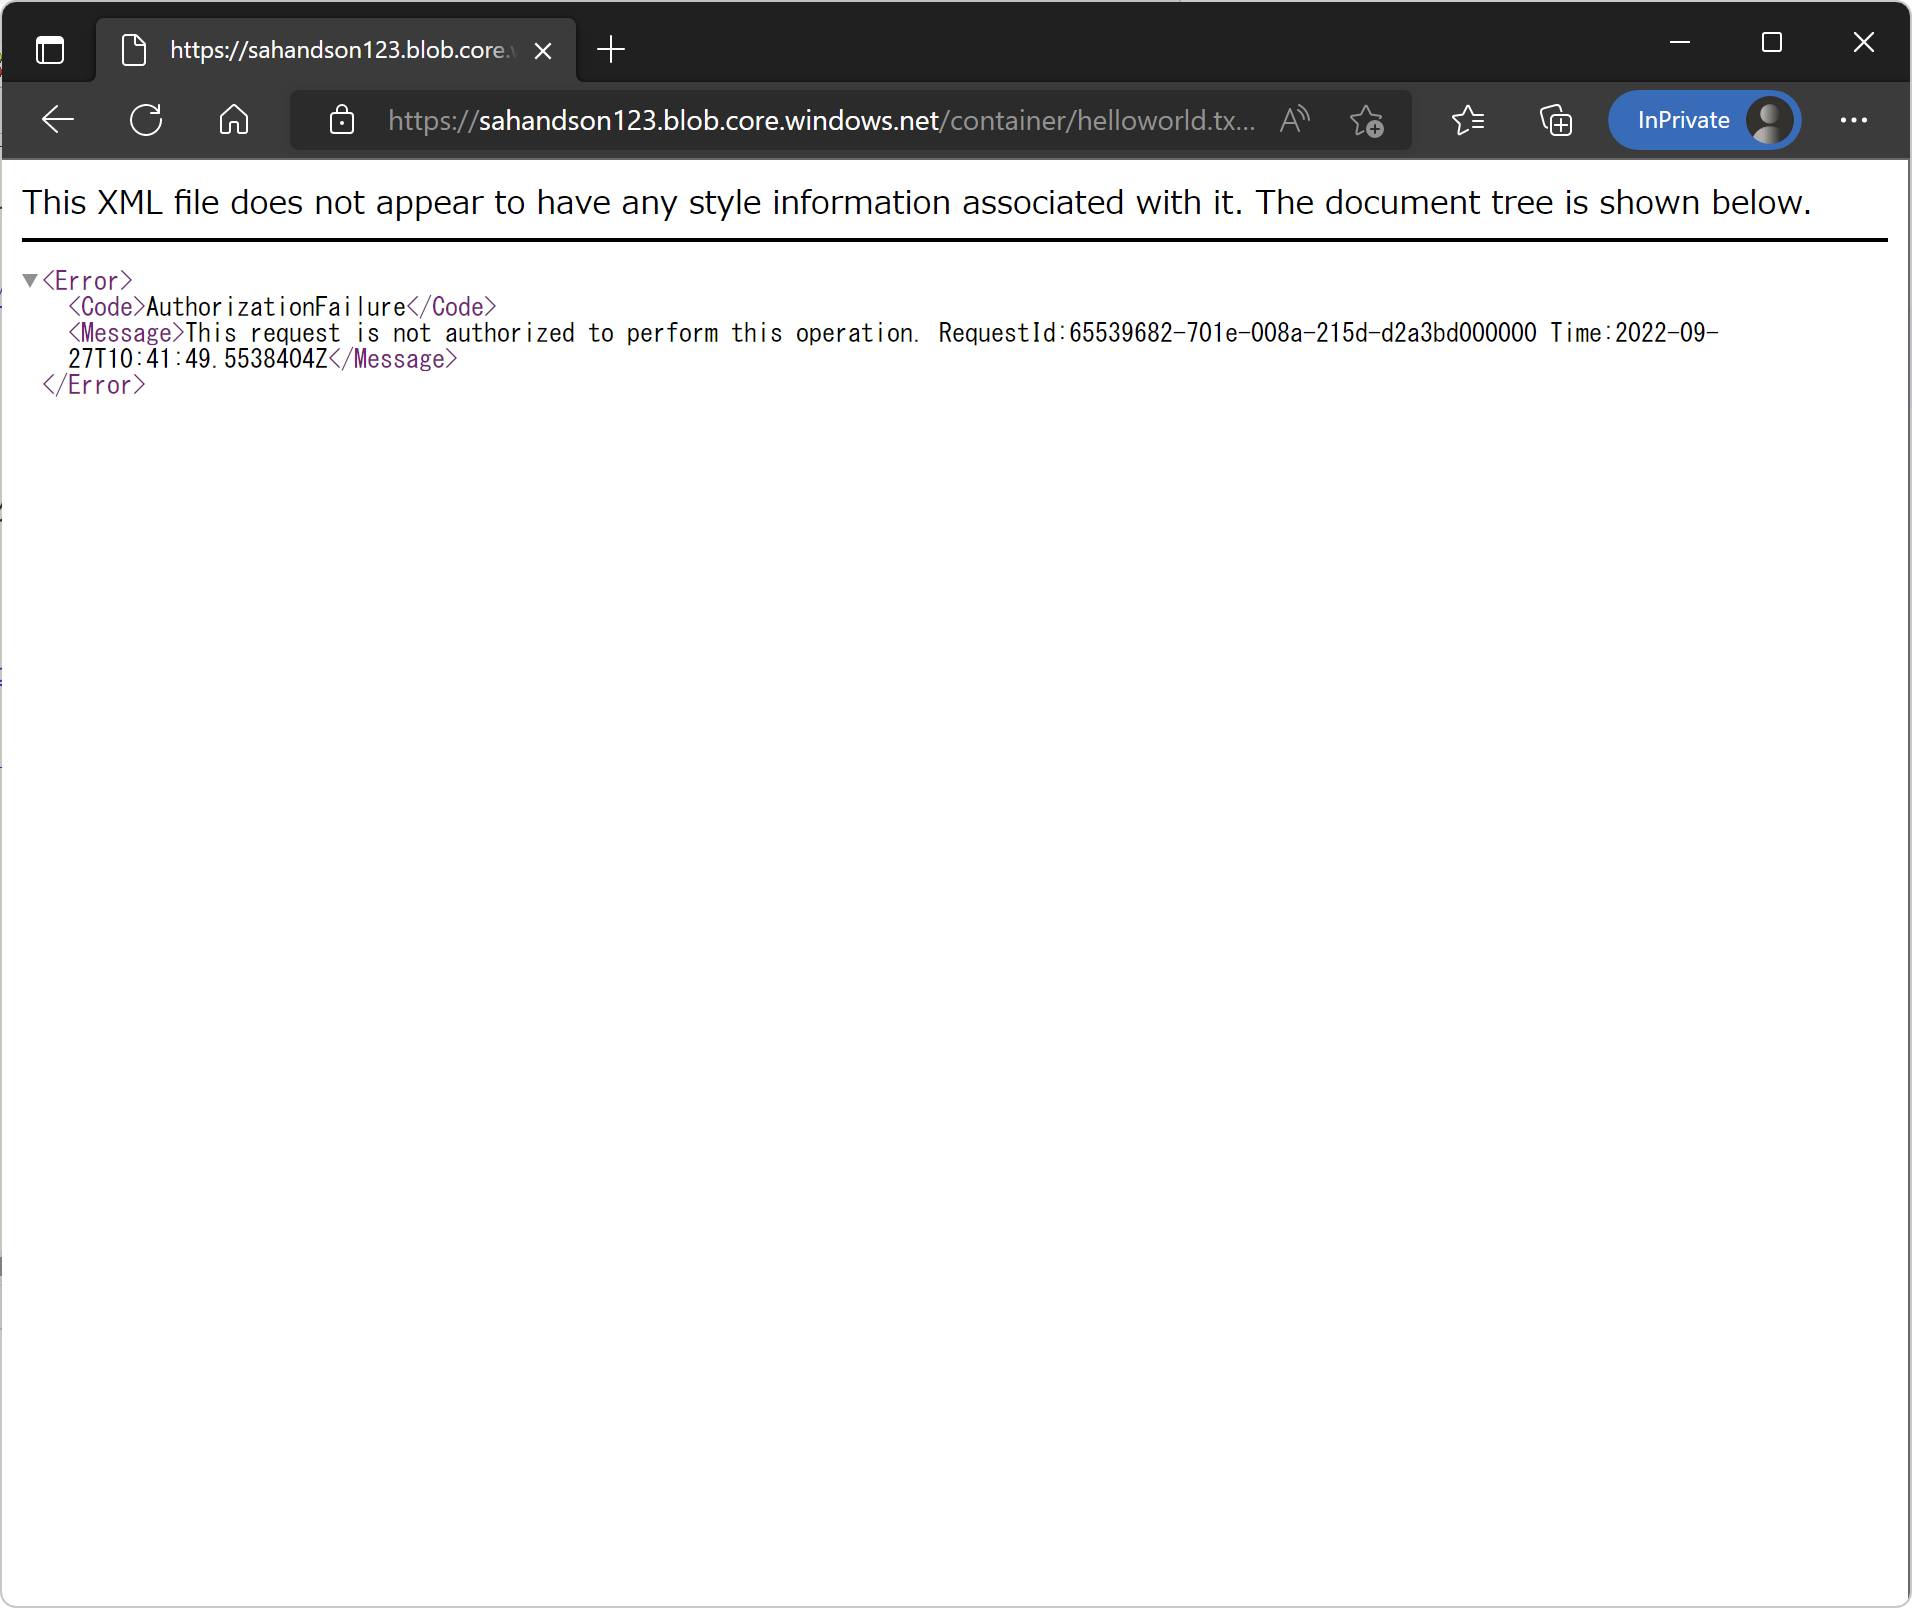 https://sahandson123.blob.core.
https://sahandson123.blob.core.windows.net/container/helloworld.tx...
InPrivate
This XML file does not appear to have any style information associated with it. The document tree is shown below.
▼<Error>
<Code>AuthorizationFailure</Code>
<Message>This request is not authorized to perform this operation. RequestId:65539682-701e-008a-215d-d2a3bd000000 Time:2022-09-
27T10:41:49.5538404Z</Message>
</Error>